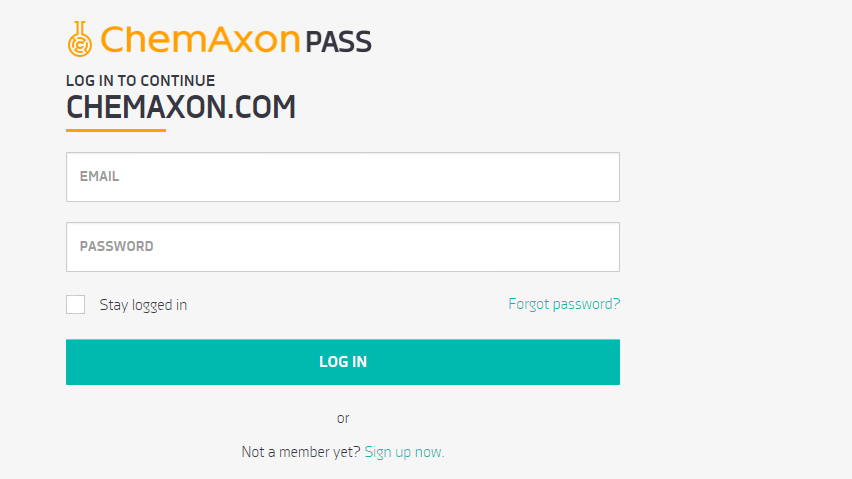 ChemAxon PASS
LOG IN TO CONTINUE
CHEMAXON.COM
EMAIL
PASSWORD
Stay logged in
Forgot password?
LOG IN
or
Not a member yet? Sign up now.